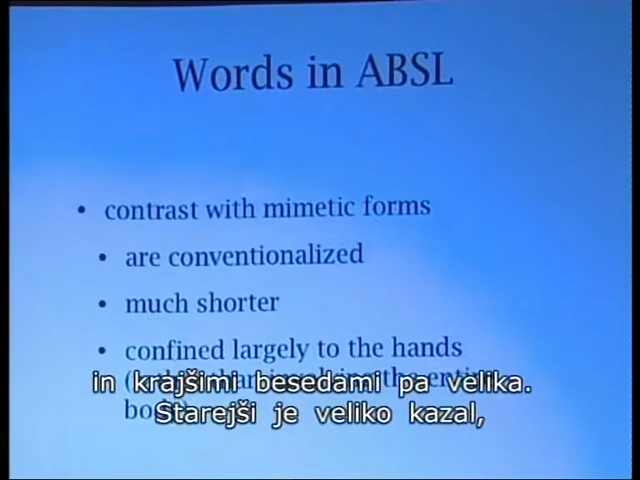 Words in ABSL
• contrast with mimetic forms
• are conventionalized
• much shorter
• confined largely to the hands
in krajšimi besedami pa velika.
Starejši je veliko kazal,